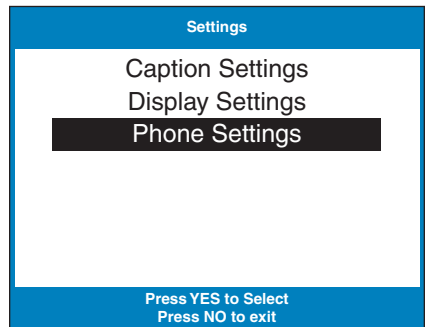 Settings
Caption Settings
Display Settings
Phone Settings
Press YES to Select
Press NO to exit